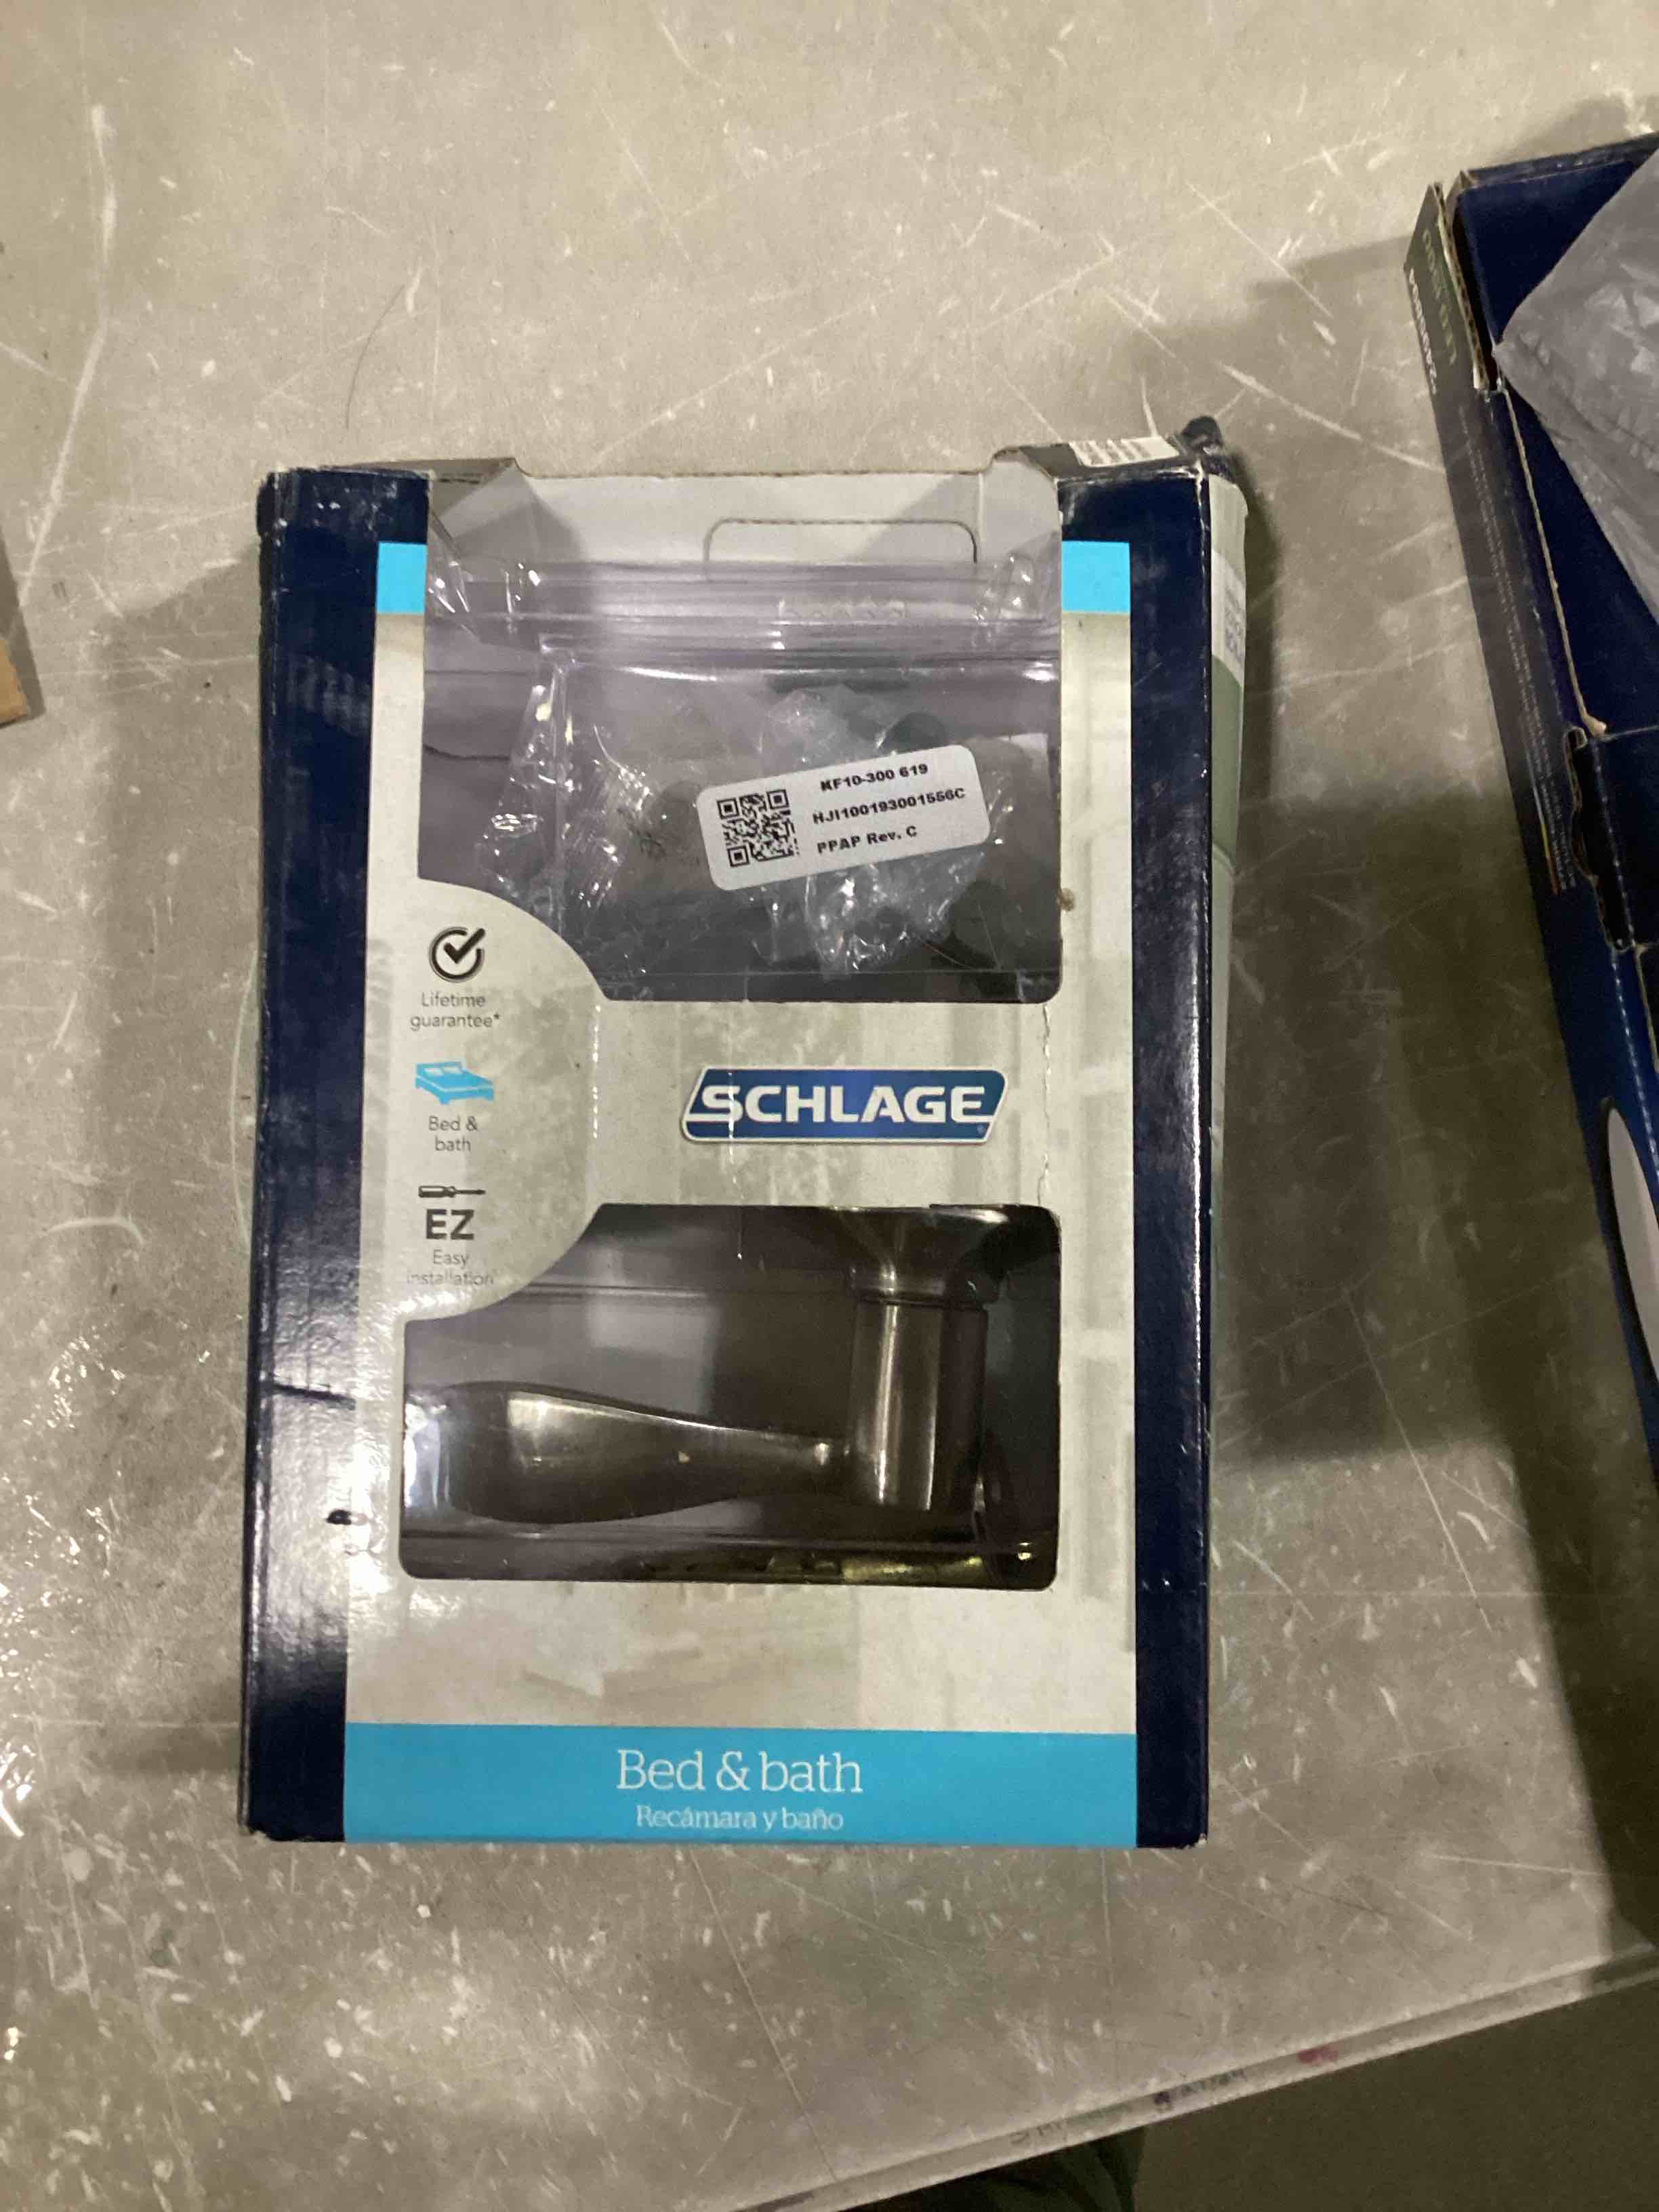 KF10-300 619
HJI100193001556C
PPAP Rev. C
Lifetime
guarantee*
Bed &
bath
EZ
Easy
installation
SCHLAGE
Bed & bath
Recámara y baño